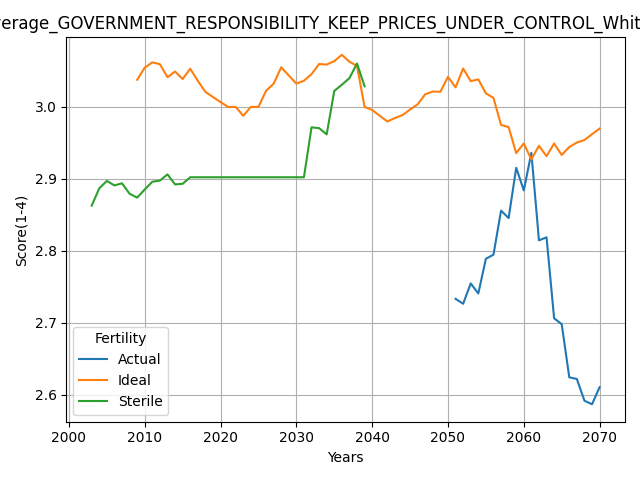 verage_GOVERNMENT_RESPONSIBILITY_KEEP_PRICES_UNDER_CONTROL_Whit
Score(1-4)
3.0
2.9
2.8
2.7
2.6
Fertility
Actual
Ideal
Sterile
2000 2010 2020 2030 2040 2050 2060 2070
Years